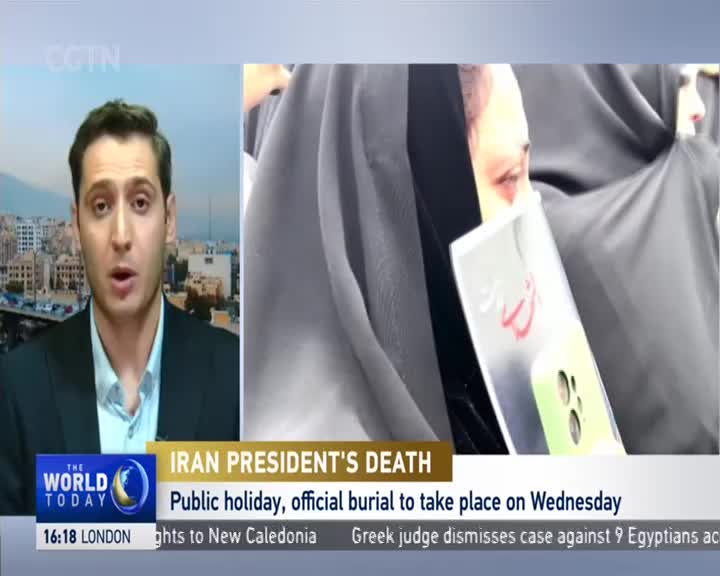 CGTN
IRAN PRESIDENT'S DEATH
THE
WORLD
TODAY
Public holiday, official burial to take place on Wednesday
16:18 LONDON
ghts to New Caledonia Greek judge dismisses case against 9 Egyptians ac